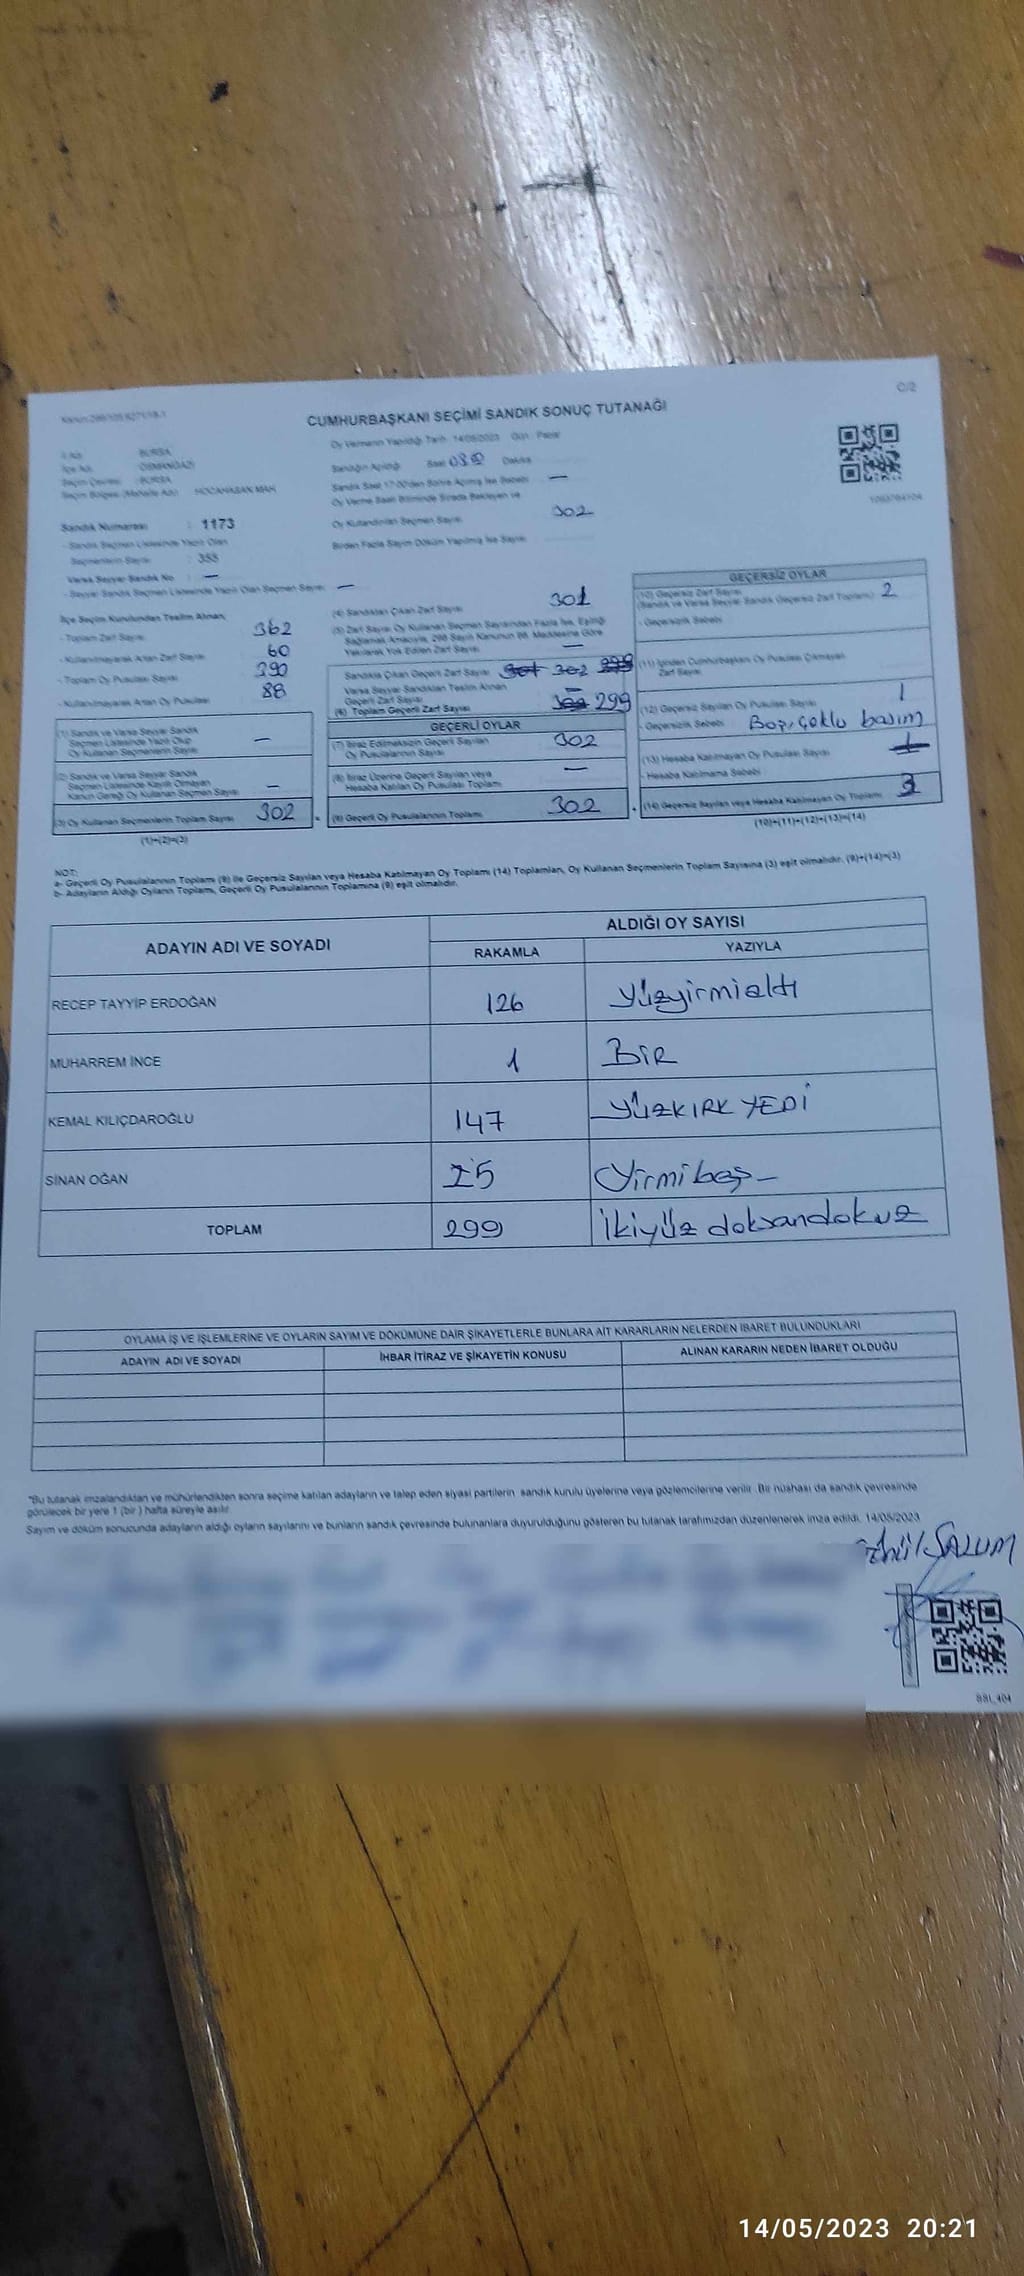 C/2
CUMHURBAŞKANI SEÇİMİ SANDIK SONUÇ TUTANAĞI
Oy Vermenin Yapıldığı Tarih: 14/05/2023 Gün: Pazar
İl Adı : BURSA
İlçe Adı : OSMANGAZİ
Seçim Çevresi : BURSA
Seçim Bölgesi (Mahalle Adı) : HOCAHASAN MAH.
Sandığın Açıldığı Saat Dakika
Sandık Saat 17:00'den Sonra Açılmış İse Sebebi —
Oy Verme Saati Bitiminde Sırada Bekleyen ve
Oy Kullandırılan Seçmen Sayısı 302
Birden Fazla Sayım Döküm Yapılmış İse Sayısı
Sandık Numarası : 1173
- Sandık Seçmen Listesinde Yazılı Olan
Seçmenlerin Sayısı : 355
Varsa Seyyar Sandık No : —
- Seyyar Sandık Seçmen Listesinde Yazılı Olan Seçmen Sayısı : —
İlçe Seçim Kurulundan Teslim Alınan;
- Toplam Zarf Sayısı 362
- Kullanılmayarak Artan Zarf Sayısı 60
- Toplam Oy Pusulası Sayısı 390
- Kullanılmayarak Artan Oy Pusulası 88
(1) Sandık ve Varsa Seyyar Sandık
Seçmen Listesinde Yazılı Olup
Oy Kullanan Seçmen Sayısı —
(2) Sandık ve Varsa Seyyar Sandık
Seçmen Listesinde Kayıtlı Olmayan
Kanun Gereği Oy Kullanan Seçmen Sayısı —
(3) Oy Kullanan Seçmenlerin Toplam Sayısı 302
(1)+(2)=(3)
(4) Sandıktan Çıkan Zarf Sayısı 301
(5) Zarf Sayısı Oy Kullanan Seçmen Sayısından Fazla İse, Eşitliği
Sağlamak Amacıyla, 298 Sayılı Kanunun 98. Maddesine Göre
Yakılarak Yok Edilen Zarf Sayısı —
Sandıkta Çıkan Geçerli Zarf Sayısı 301 302 299
Varsa Seyyar Sandıktan Teslim Alınan
Geçerli Zarf Sayısı —
(6) Toplam Geçerli Zarf Sayısı 299
GEÇERLİ OYLAR
(7) İtiraz Edilmeksizin Geçerli Sayılan
Oy Pusulalarının Sayısı 302
(8) İtiraz Üzerine Geçerli Sayılan veya
Hesaba Katılan Oy Pusulası Toplamı —
(9) Geçerli Oy Pusulalarının Toplamı 302
GEÇERSİZ OYLAR
(10) Geçersiz Zarf Sayısı
(Sandık ve Varsa Seyyar Sandık Geçersiz Zarf Toplamı) 2
- Geçersizlik Sebebi
(11) İçinden Cumhurbaşkanı Oy Pusulası Çıkmayan
Zarf Sayısı
(12) Geçersiz Sayılan Oy Pusulası Sayısı 1
- Geçersizlik Sebebi : Boş, çoklu basım
(13) Hesaba Katılmayan Oy Pusulası Sayısı 1
- Hesaba Katılmama Sebebi :
(14) Geçersiz Sayılan veya Hesaba Katılmayan Oy Toplamı 3
(10)+(11)+(12)+(13)=(14)
NOT:
a- Geçerli Oy Pusulalarının Toplamı (9) ile Geçersiz Sayılan veya Hesaba Katılmayan Oy Toplamı (14) Toplamları, Oy Kullanan Seçmenlerin Toplam Sayısına (3) eşit olmalıdır. (9)+(14)=(3)
b- Adayların Aldığı Oyların Toplamı, Geçerli Oy Pusulalarının Toplamına (9) eşit olmalıdır.
ADAYIN ADI VE SOYADI
ALDIĞI OY SAYISI
RAKAMLA YAZIYLA
RECEP TAYYİP ERDOĞAN 126 Yüzyirmialtı
MUHARREM İNCE 1 BİR
KEMAL KILIÇDAROĞLU 147 YÜZKIRK YEDİ
SİNAN OĞAN 25 Yirmibeş
TOPLAM 299 İkiyüz doksandokuz
OYLAMA İŞ VE İŞLEMLERİNE VE OYLARIN SAYIM VE DÖKÜMÜNE DAİR ŞİKAYETLERLE BUNLARA AİT KARARLARIN NELERDEN İBARET BULUNDUKLARI
ADAYIN ADI VE SOYADI İHBAR İTİRAZ VE ŞİKAYETİN KONUSU ALINAN KARARIN NEDEN İBARET OLDUĞU
*Bu tutanak imzalandıktan ve mühürlendikten sonra seçime katılan adayların ve talep eden siyasi partilerin sandık kurulu üyelerine veya gözlemcilerine verilir. Bir nüshası da sandık çevresinde
görülecek bir yere 1 (bir) hafta süreyle asılır.
Sayım ve döküm sonucunda adayların aldığı oyların sayılarını ve bunların sandık çevresinde bulunanlara duyurulduğunu gösteren bu tutanak tarafımızdan düzenlenerek imza edildi. 14/05/2023
SALUM
14/05/2023 20:21